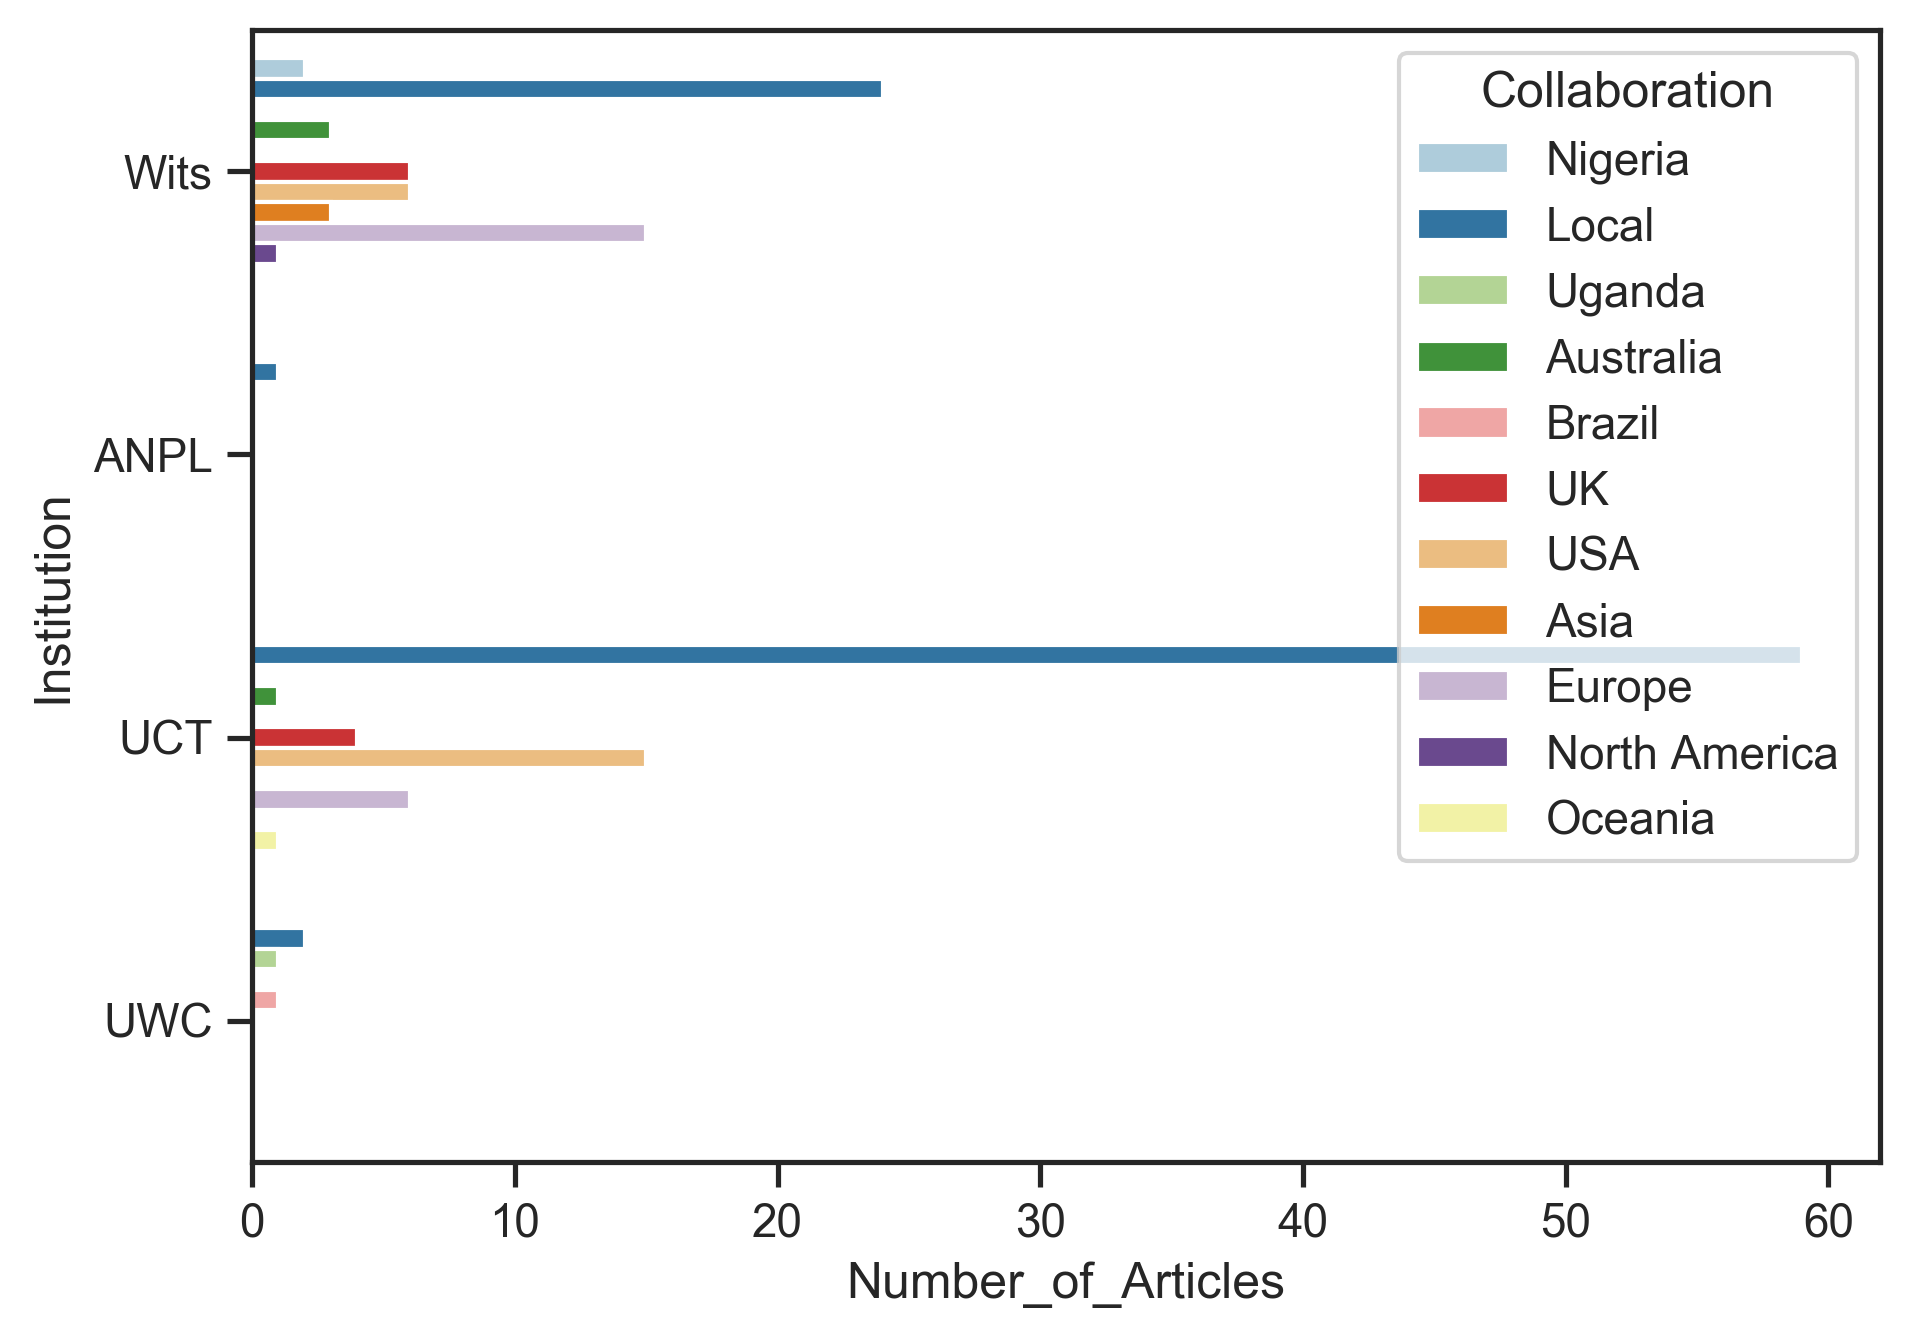 Collaboration
Nigeria
Local
Uganda
Australia
Brazil
UK
USA
Asia
Europe
North America
Oceania
Wits
ANPL
UCT
UWC
Institution
0 10 20 30 40 50 60
Number_of_Articles